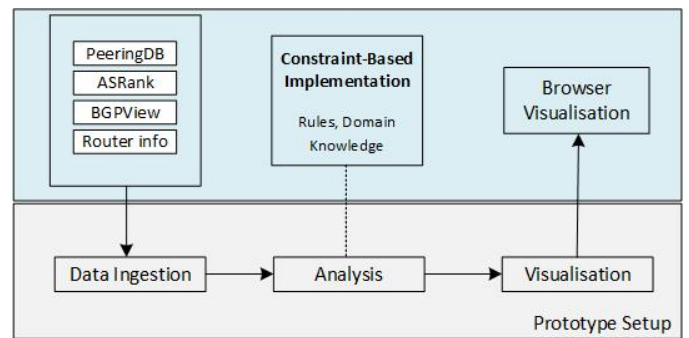 PeeringDB
ASRank
BGPView
Router info
Constraint-Based
Implementation
Rules, Domain
Knowledge
Browser
Visualisation
Data Ingestion
Analysis
Visualisation
Prototype Setup